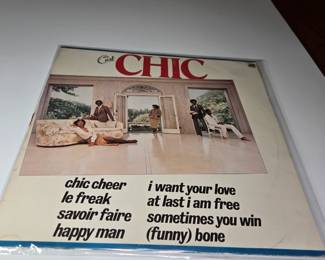 C'est
CHIC
chic cheer
le freak
savoir faire
happy man
i want your love
at last i am free
sometimes you win
(funny) bone